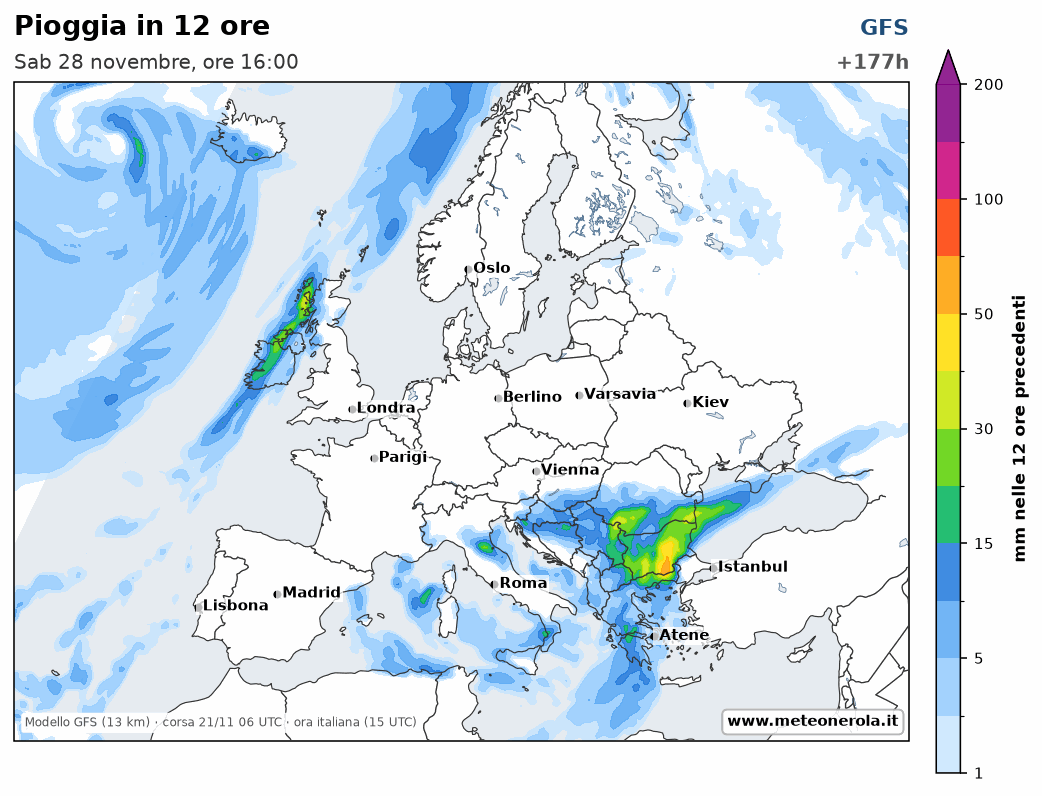 Pioggia in 12 ore
GFS
Sab 28 novembre, ore 16:00
+177h
200
100
50
30
15
5
1
mm nelle 12 ore precedenti
Oslo
Berlino
Varsavia
Kiev
Londra
Parigi
Vienna
Istanbul
Roma
Madrid
Lisbona
Atene
Modello GFS (13 km) · corsa 21/11 06 UTC · ora italiana (15 UTC)
www.meteonerola.it